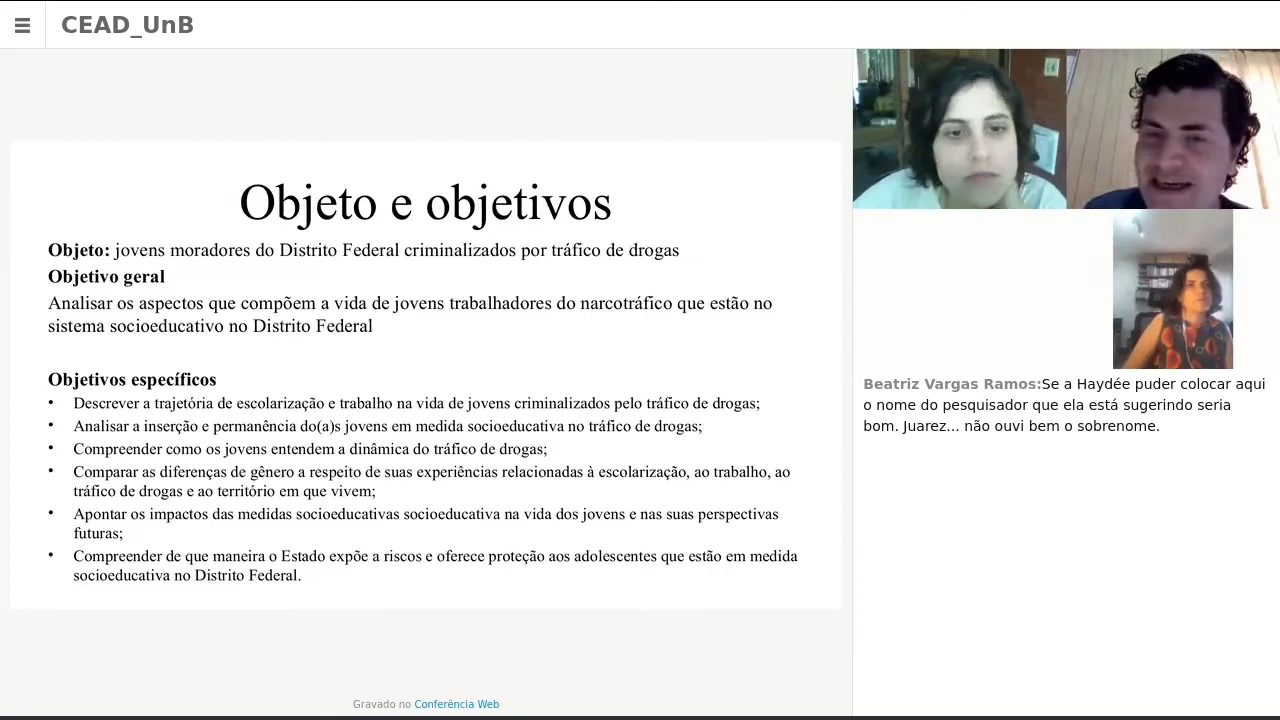 CEAD_UnB
Objeto e objetivos
Objeto: jovens moradores do Distrito Federal criminalizados por tráfico de drogas
Objetivo geral
Analisar os aspectos que compõem a vida de jovens trabalhadores do narcotráfico que estão no
sistema socioeducativo no Distrito Federal
Objetivos específicos
• Descrever a trajetória de escolarização e trabalho na vida de jovens criminalizados pelo tráfico de drogas;
• Analisar a inserção e permanência do(a)s jovens em medida socioeducativa no tráfico de drogas;
• Compreender como os jovens entendem a dinâmica do tráfico de drogas;
• Comparar as diferenças de gênero a respeito de suas experiências relacionadas à escolarização, ao trabalho, ao
tráfico de drogas e ao território em que vivem;
• Apontar os impactos das medidas socioeducativas socioeducativa na vida dos jovens e nas suas perspectivas
futuras;
• Compreender de que maneira o Estado expõe a riscos e oferece proteção aos adolescentes que estão em medida
socioeducativa no Distrito Federal.
Gravado no Conferência Web
Beatriz Vargas Ramos:Se a Haydée puder colocar aqui
o nome do pesquisador que ela está sugerindo seria
bom. Juarez... não ouvi bem o sobrenome.